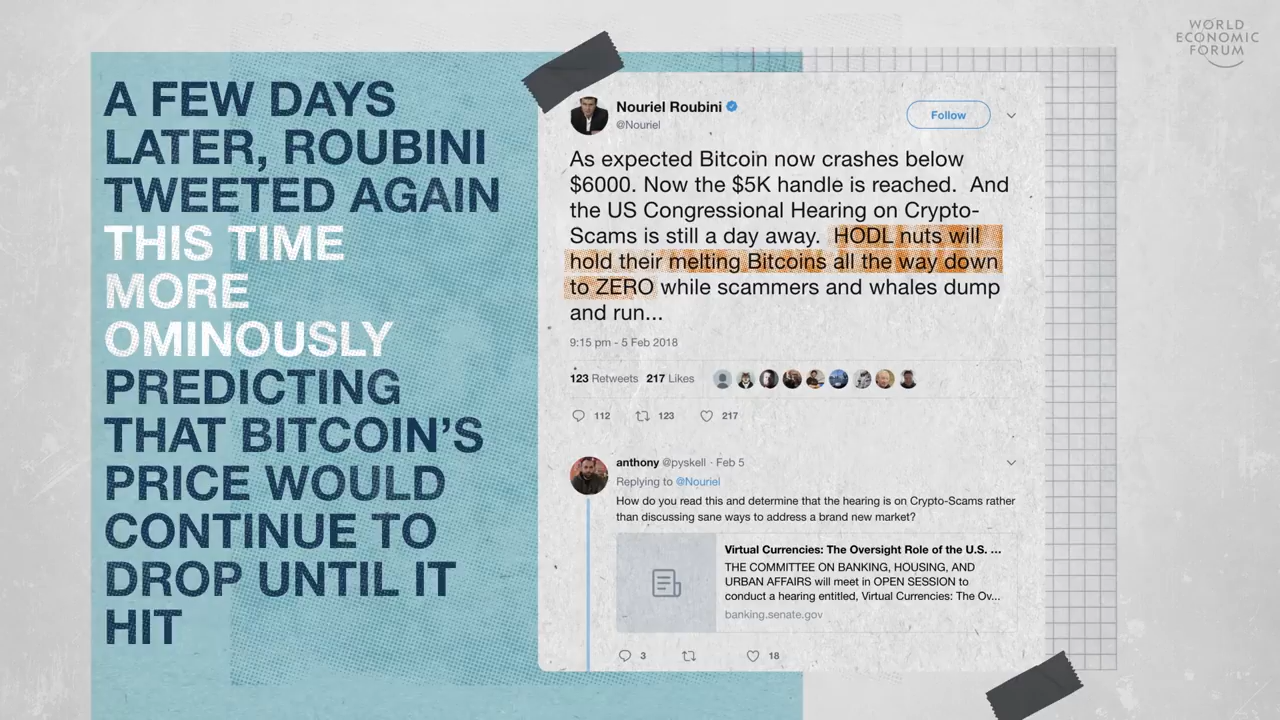 WORLD
ECONOMIC
FORUM
A FEW DAYS
LATER, ROUBINI
TWEETED AGAIN
THIS TIME
MORE
OMINOUSLY
PREDICTING
THAT BITCOIN'S
PRICE WOULD
CONTINUE TO
DROP UNTIL IT
HIT
Nouriel Roubini
@Nouriel
Follow
As expected Bitcoin now crashes below
$6000. Now the $5K handle is reached. And
the US Congressional Hearing on Crypto-
Scams is still a day away. HODL nuts will
hold their melting Bitcoins all the way down
to ZERO while scammers and whales dump
and run...
9:15 pm - 5 Feb 2018
123 Retweets 217 Likes
112 123 217
anthony @pyskell · Feb 5
Replying to @Nouriel
How do you read this and determine that the hearing is on Crypto-Scams rather
than discussing sane ways to address a brand new market?
Virtual Currencies: The Oversight Role of the U.S. ...
THE COMMITTEE ON BANKING, HOUSING, AND
URBAN AFFAIRS will meet in OPEN SESSION to
conduct a hearing entitled, Virtual Currencies: The Ov...
banking.senate.gov
3 18